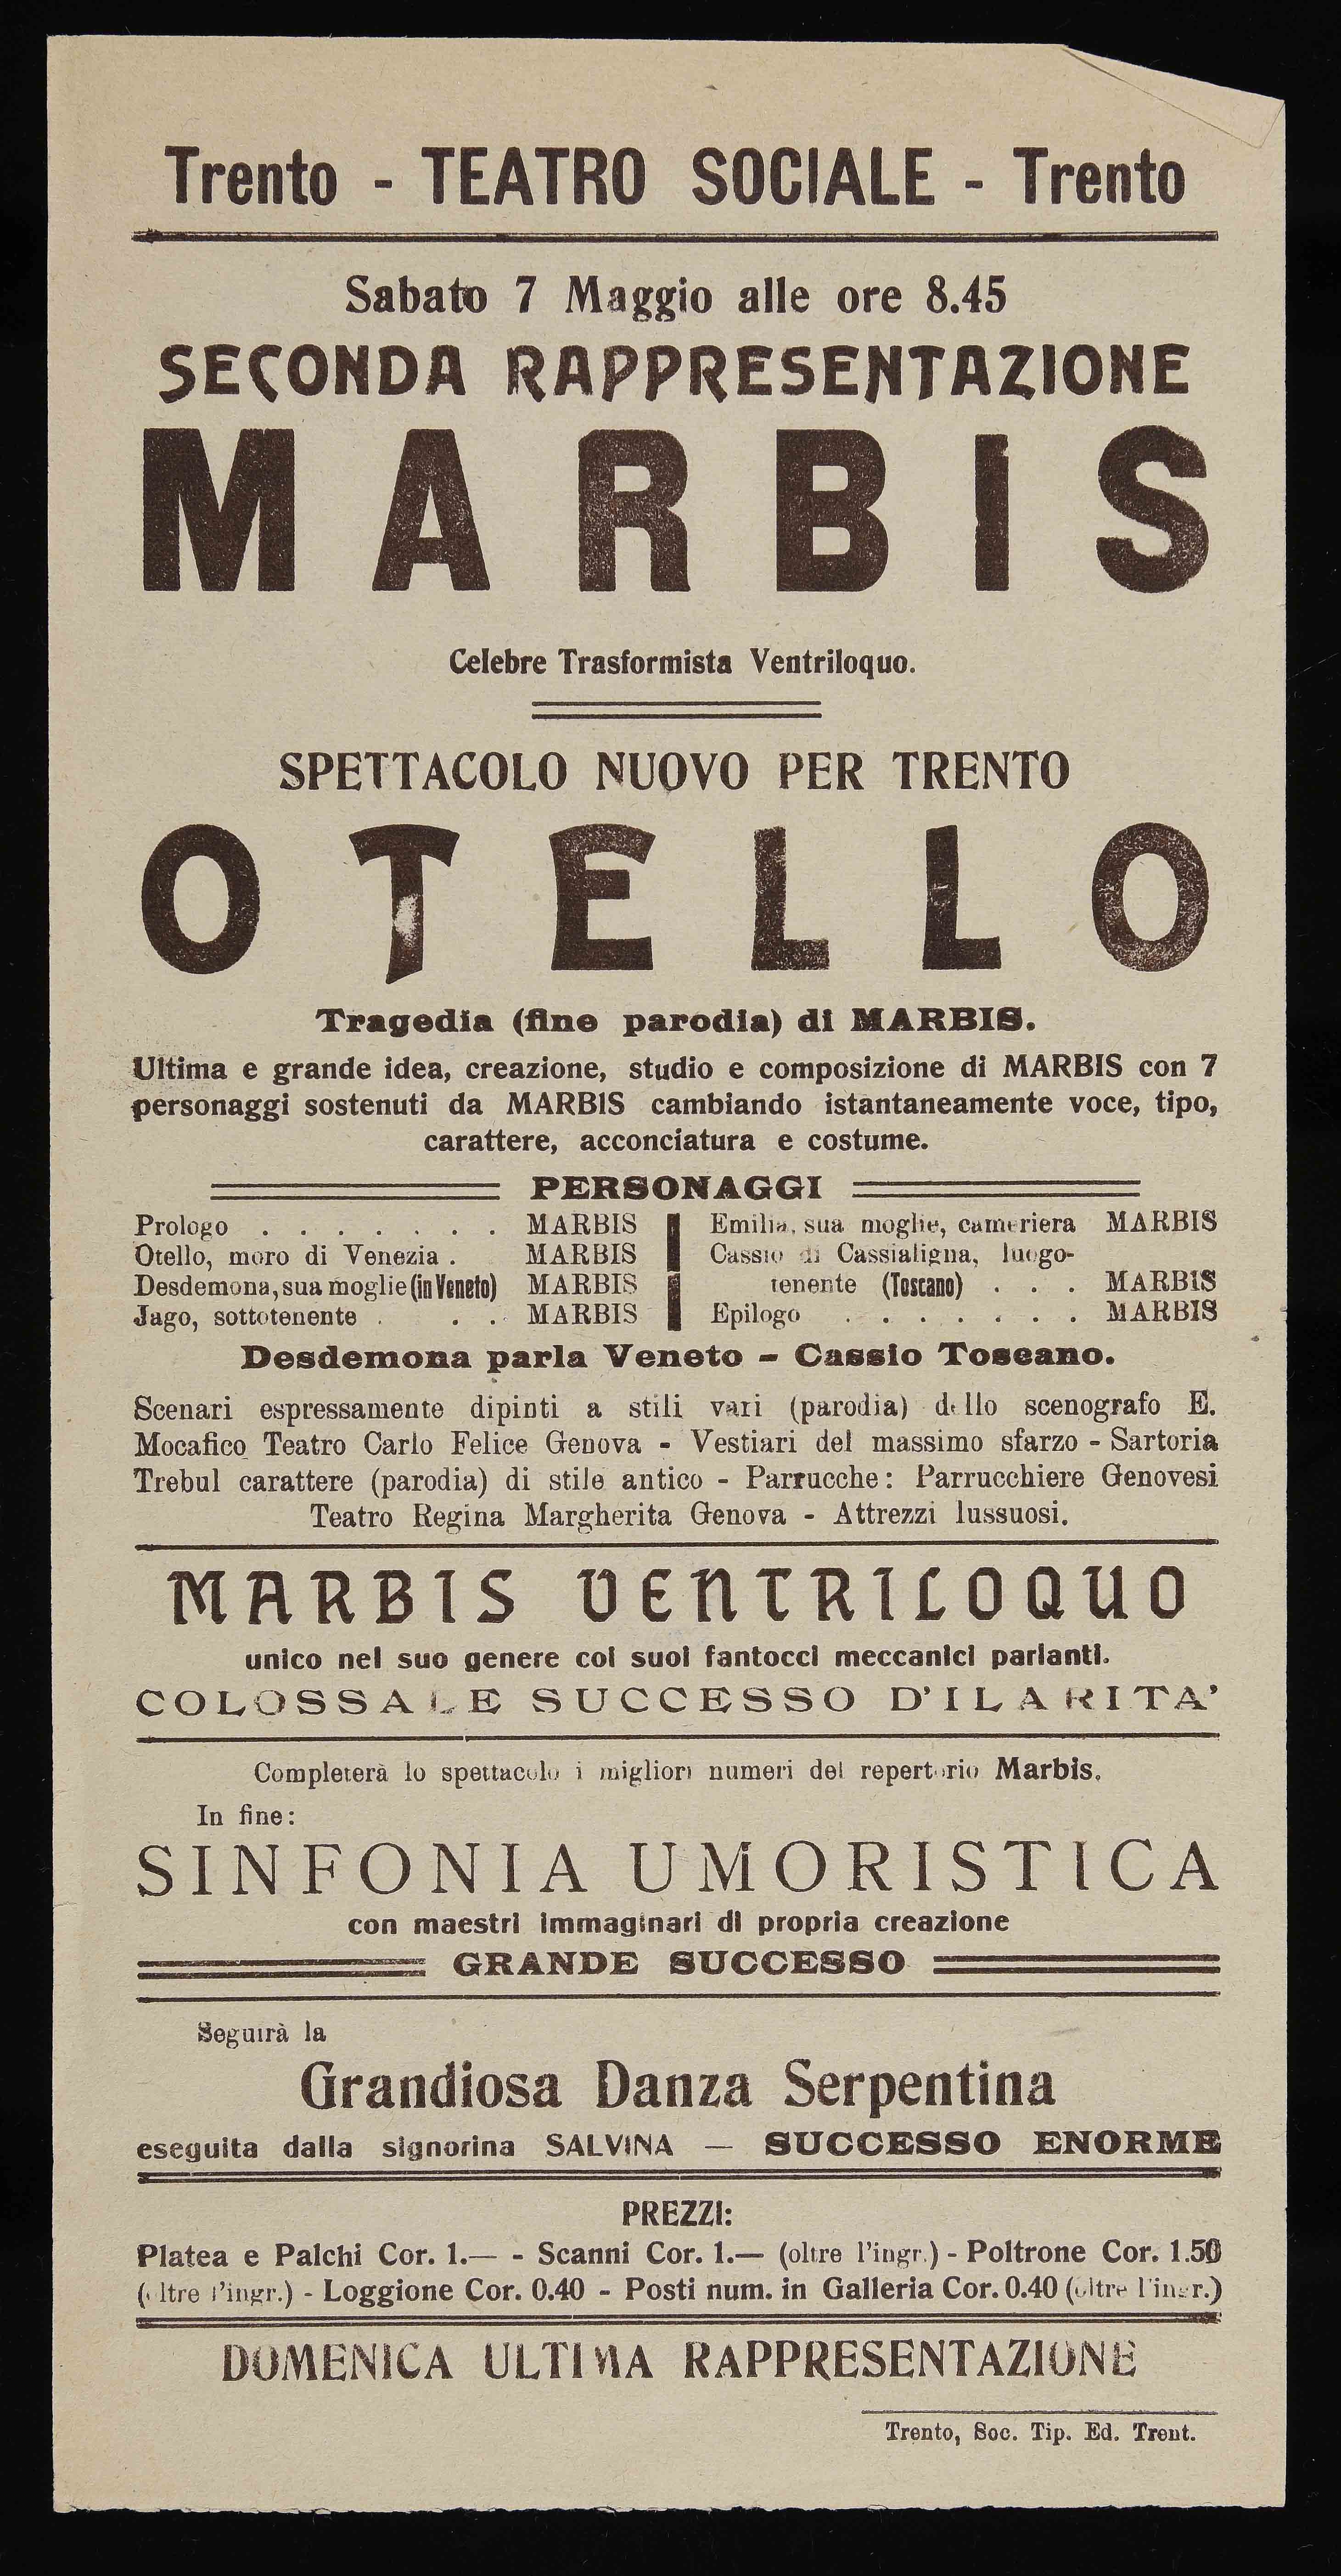 Trento - TEATRO SOCIALE - Trento
Sabato 7 Maggio alle ore 8.45
SECONDA RAPPRESENTAZIONE
MARBIS
Celebre Trasformista Ventriloquo.
SPETTACOLO NUOVO PER TRENTO
OTELLO
Tragedia (fine parodia) di MARBIS.
Ultima e grande idea, creazione, studio e composizione di MARBIS con 7
personaggi sostenuti da MARBIS cambiando istantaneamente voce, tipo,
carattere, acconciatura e costume.
PERSONAGGI
Prologo . . . . . . . MARBIS
Otello, moro di Venezia . MARBIS
Desdemona, sua moglie (in Veneto) MARBIS
Jago, sottotenente . . . . MARBIS
Emilia, sua moglie, cameriera MARBIS
Cassio di Cassialigna, luogo-
tenente (Toscano) . . . MARBIS
Epilogo . . . . . . . MARBIS
Desdemona parla Veneto - Cassio Toscano.
Scenari espressamente dipinti a stili vari (parodia) dello scenografo E.
Mocafico Teatro Carlo Felice Genova - Vestiari del massimo sfarzo - Sartoria
Trebul carattere (parodia) di stile antico - Parrucche: Parrucchiere Genovesi
Teatro Regina Margherita Genova - Attrezzi lussuosi.
MARBIS VENTRILOQUO
unico nel suo genere coi suoi fantocci meccanici parlanti.
COLOSSALE SUCCESSO D'ILARITA'
Completerà lo spettacolo i migliori numeri del repertorio Marbis.
In fine:
SINFONIA UMORISTICA
con maestri immaginari di propria creazione
GRANDE SUCCESSO
Seguirà la
Grandiosa Danza Serpentina
eseguita dalla signorina SALVINA — SUCCESSO ENORME
PREZZI:
Platea e Palchi Cor. 1.— - Scanni Cor. 1.— (oltre l'ingr.) - Poltrone Cor. 1.50
(oltre l'ingr.) - Loggione Cor. 0.40 - Posti num. in Galleria Cor. 0.40 (oltre l'ingr.)
DOMENICA ULTIMA RAPPRESENTAZIONE
Trento, Soc. Tip. Ed. Trent.